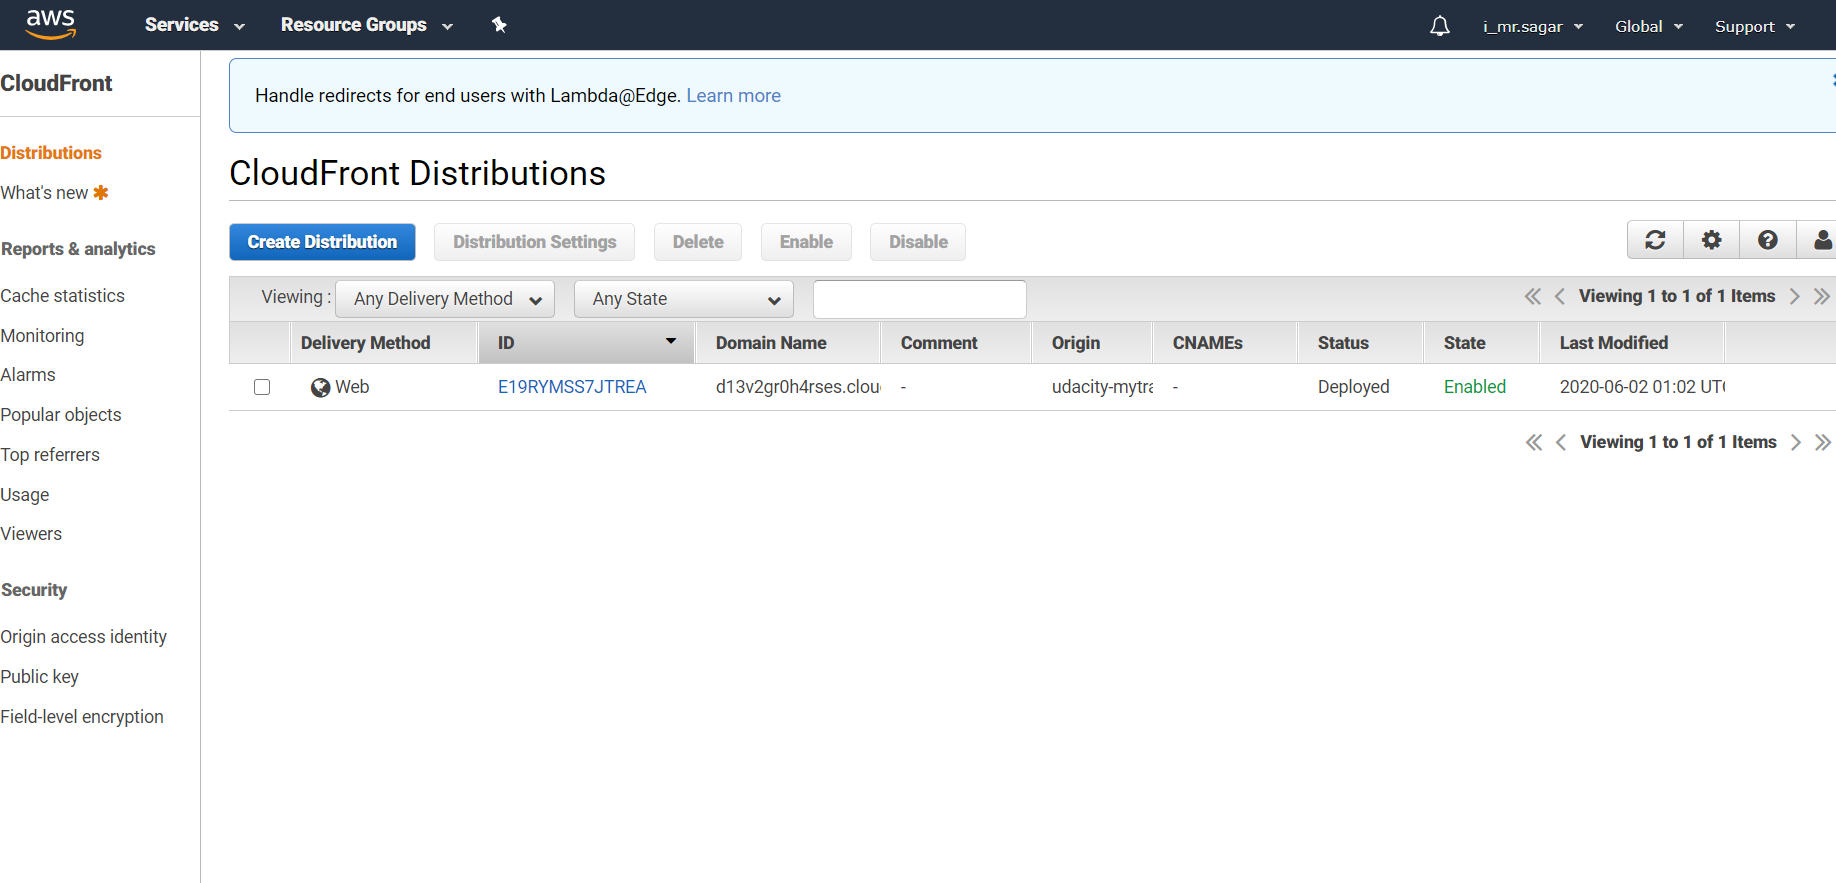 aws Services Resource Groups i_mr.sagar Global Support
CloudFront
Distributions
What's new
Reports & analytics
Cache statistics
Monitoring
Alarms
Popular objects
Top referrers
Usage
Viewers
Security
Origin access identity
Public key
Field-level encryption
Handle redirects for end users with Lambda@Edge. Learn more
CloudFront Distributions
Create Distribution Distribution Settings Delete Enable Disable
Viewing : Any Delivery Method Any State Viewing 1 to 1 of 1 Items
Delivery Method ID Domain Name Comment Origin CNAMEs Status State Last Modified
Web E19RYMSS7JTREA d13v2gr0h4rses.clou - udacity-mytra - Deployed Enabled 2020-06-02 01:02 UT
Viewing 1 to 1 of 1 Items